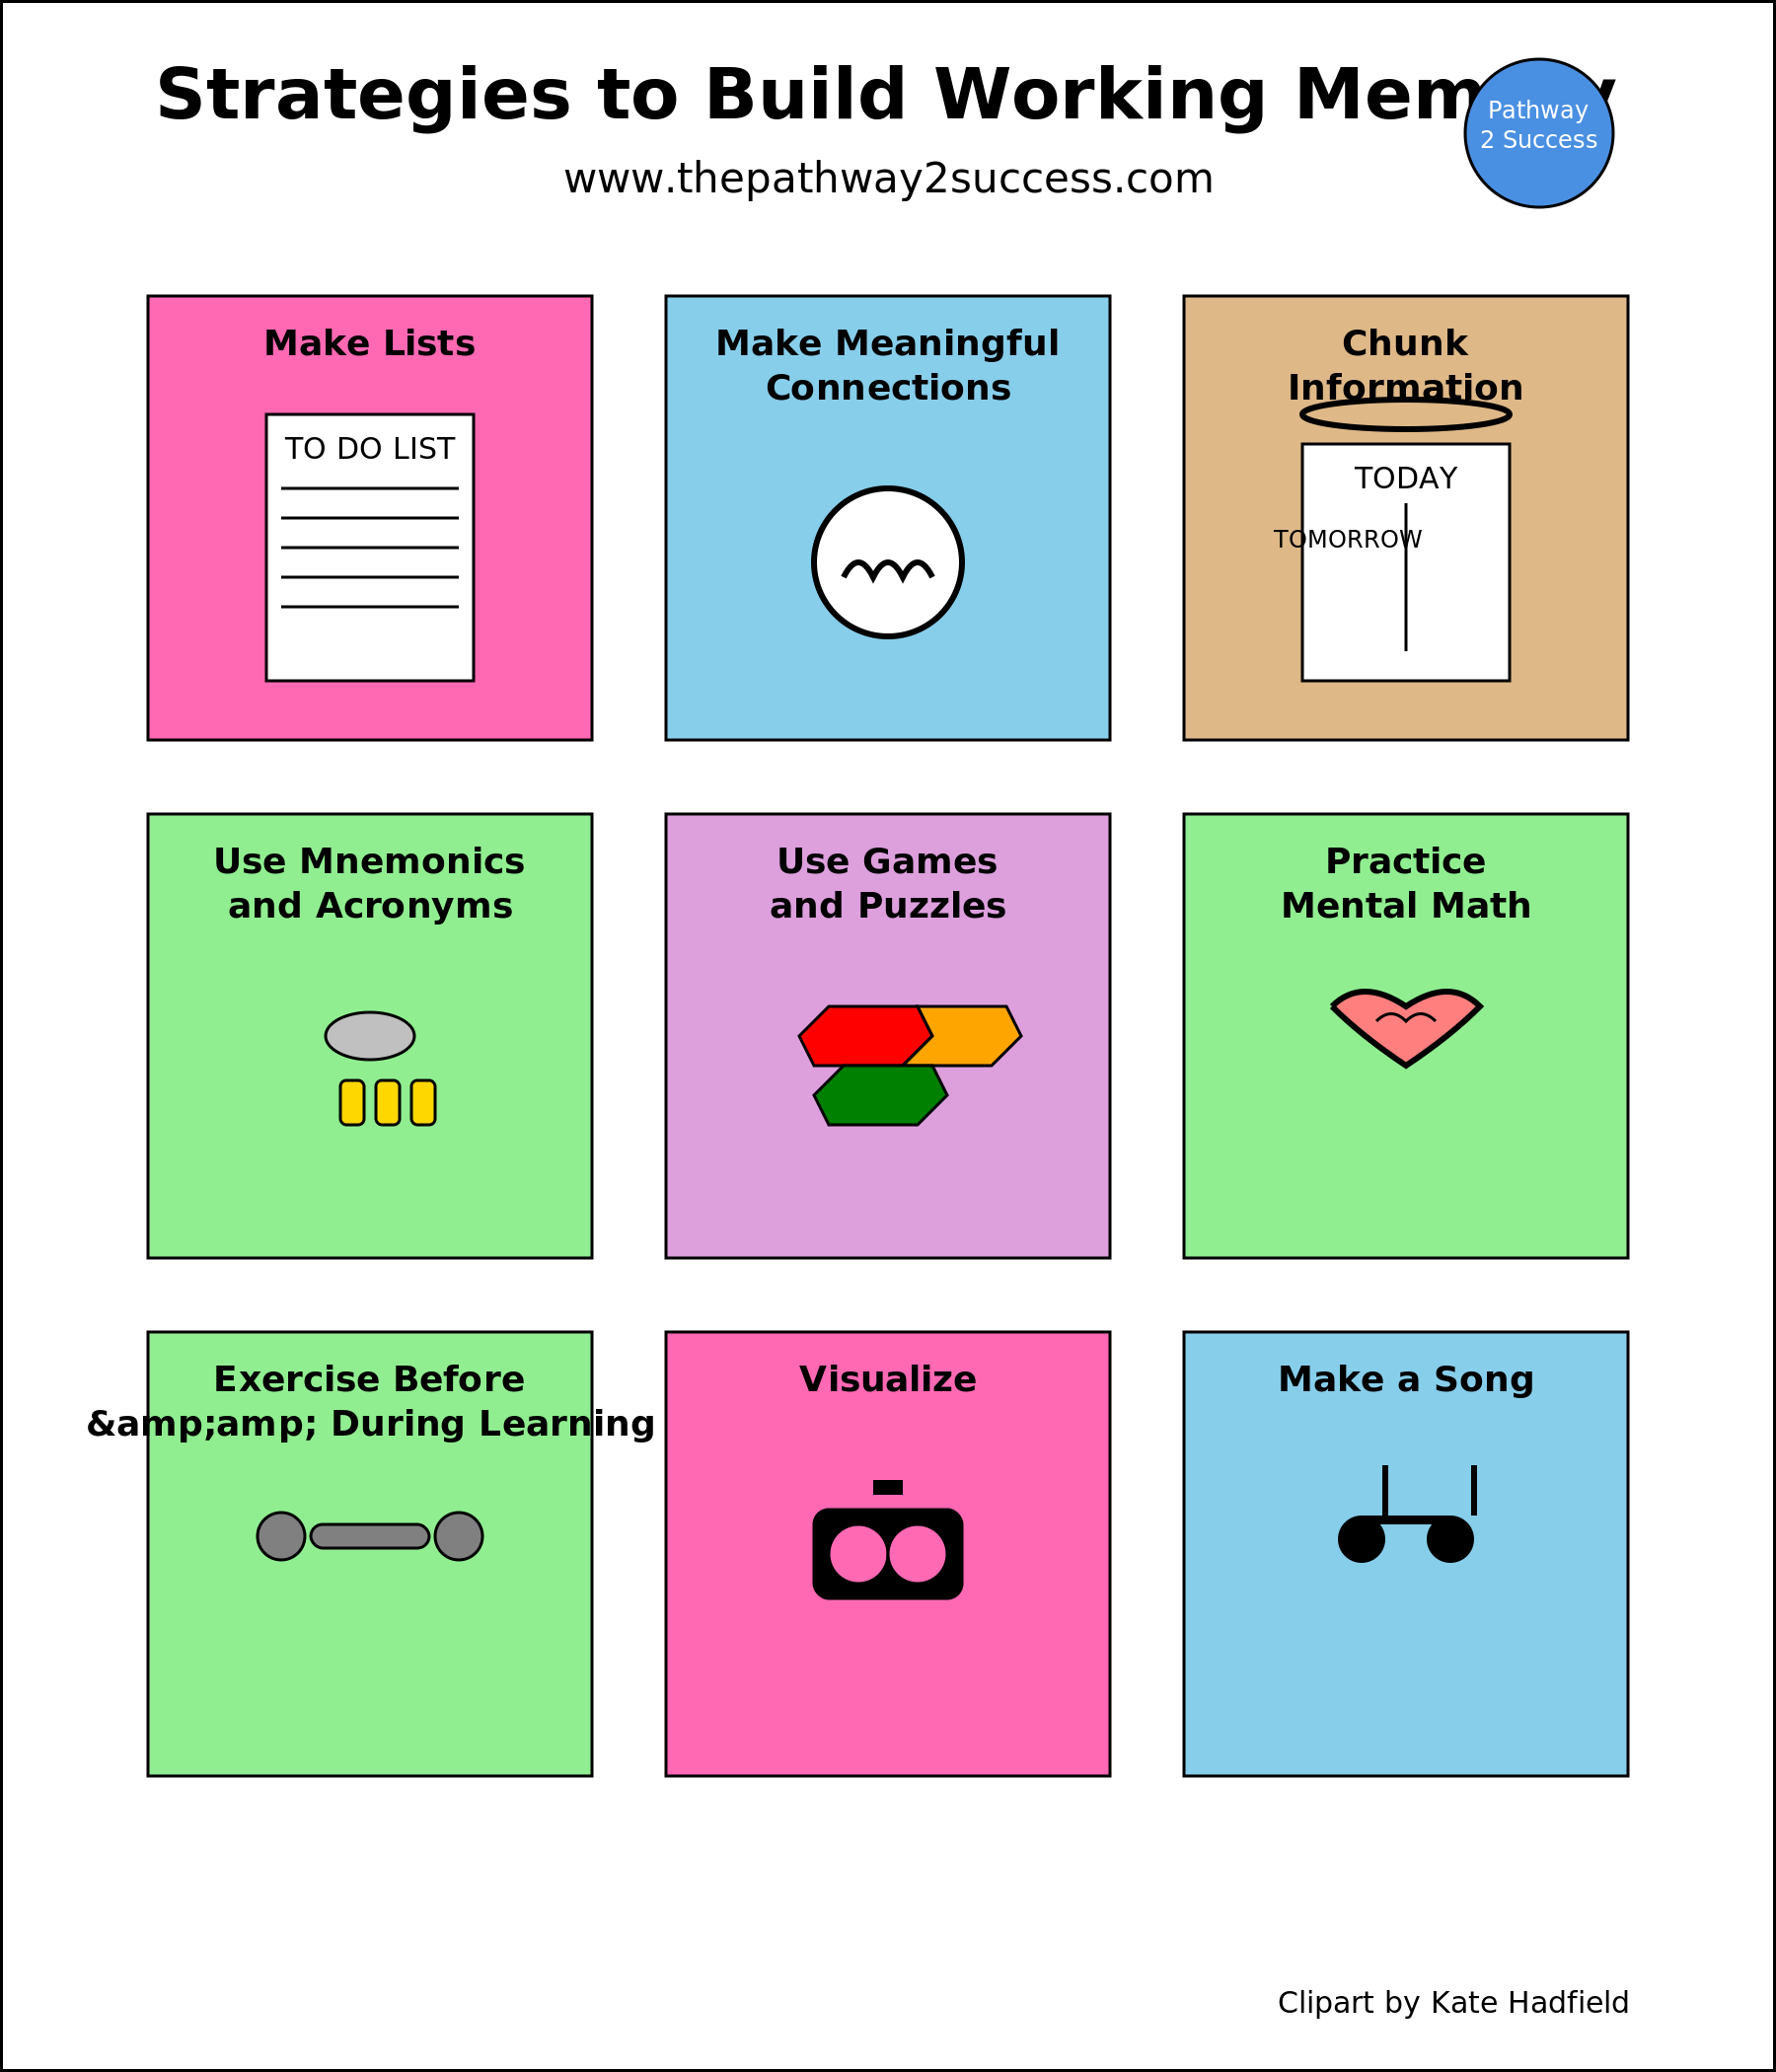 Strategies to Build Working Mem
Pathway
2 Success
www.thepathway2success.com
Make Lists
TO DO LIST
Make Meaningful
Connections
Chunk
Information
TODAY
TOMORROW
Use Mnemonics
and Acronyms
Use Games
and Puzzles
Practice
Mental Math
Exercise Before
&amp;amp; During Learning
Visualize
Make a Song
Clipart by Kate Hadfield